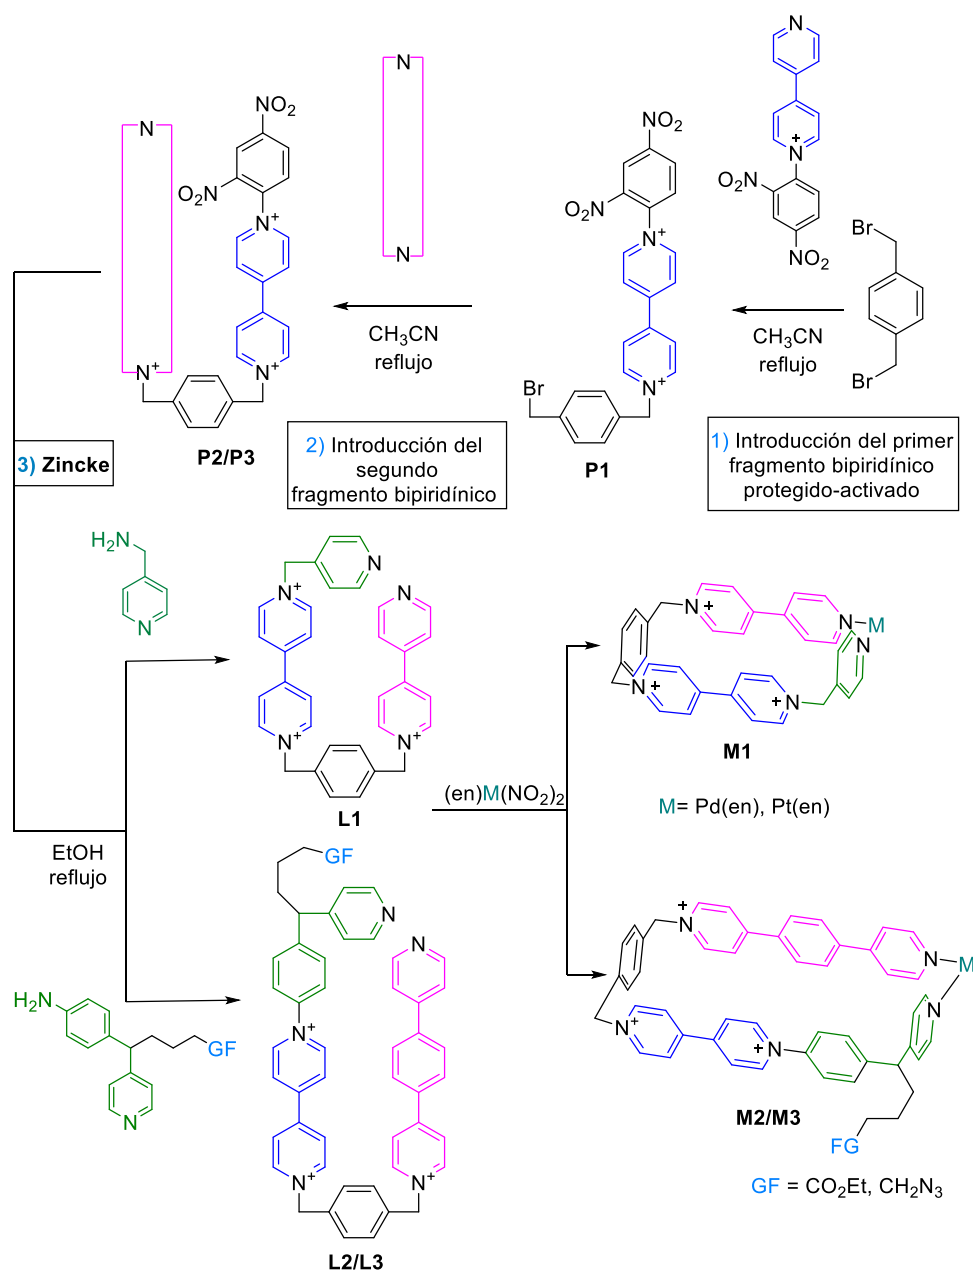 N
N
NO2
O2N
N+
N+
N+
P2/P3
N
N
CH3CN
reflujo
2) Introducción del
segundo
fragmento bipiridínico
NO2
O2N
N+
N+
Br
P1
N
N+
O2N
NO2
Br
Br
CH3CN
reflujo
1) Introducción del primer
fragmento bipiridínico
protegido-activado
3) Zincke
H2N
N
N
N+
N
N+
N+
L1
EtOH
reflujo
H2N
GF
N
GF
N
N
N+
N+
N+
L2/L3
(en)M(NO2)2
N+
N
M
N
N+
N+
M1
M= Pd(en), Pt(en)
N+
N
M
N
N+
N+
M2/M3
FG
GF = CO2Et, CH2N3